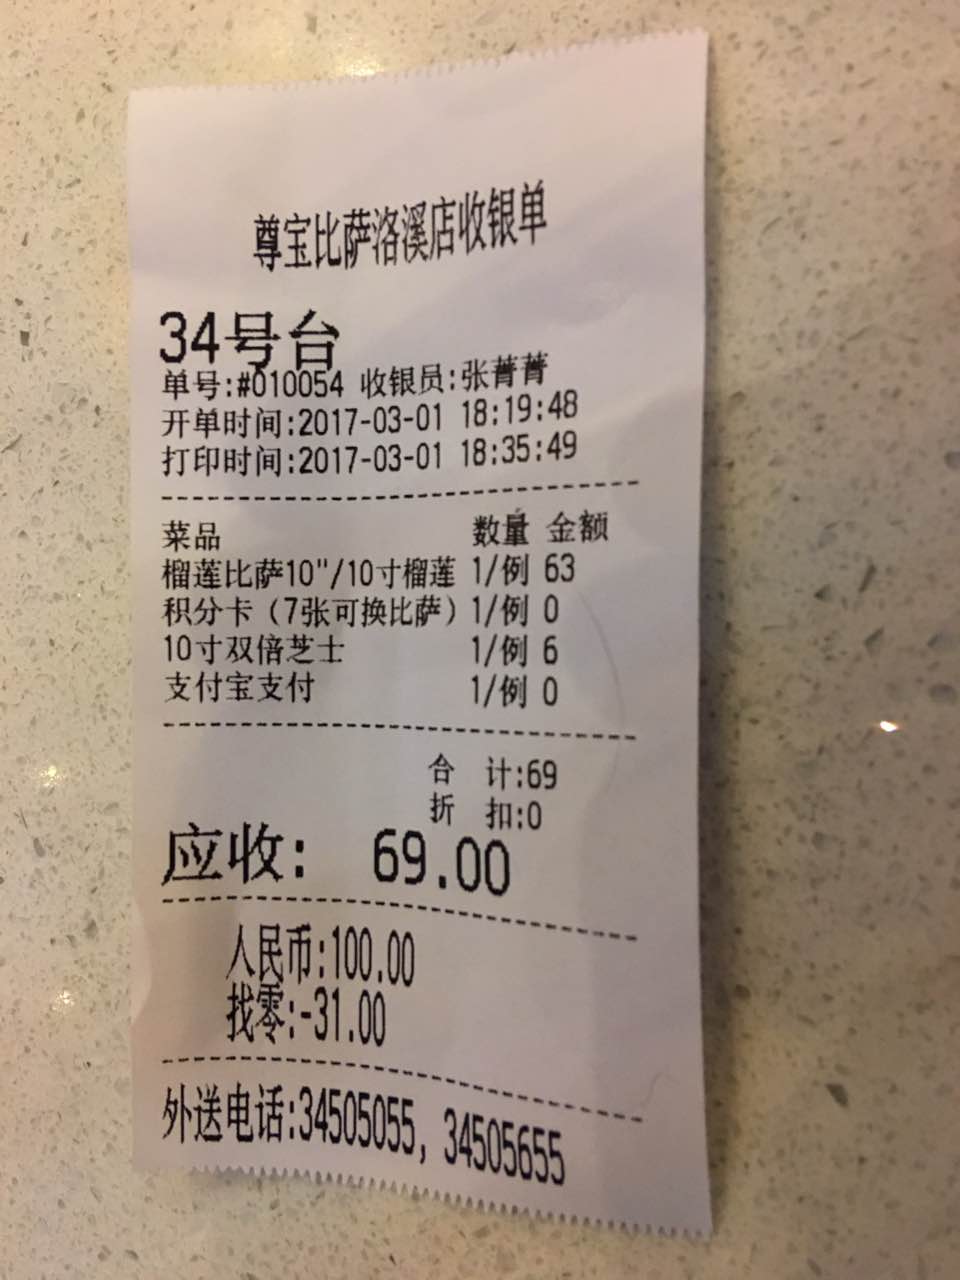 尊宝比萨洛溪店收银单
34号台
单号:#010054 收银员:张菁菁
开单时间:2017-03-01 18:19:48
打印时间:2017-03-01 18:35:49
菜品 数量 金额
榴莲比萨10"/10寸榴莲 1/例 63
积分卡（7张可换比萨）1/例 0
10寸双倍芝士 1/例 6
支付宝支付 1/例 0
合 计:69
折 扣:0
应收: 69.00
人民币:100.00
找零:-31.00
外送电话:34505055, 34505655